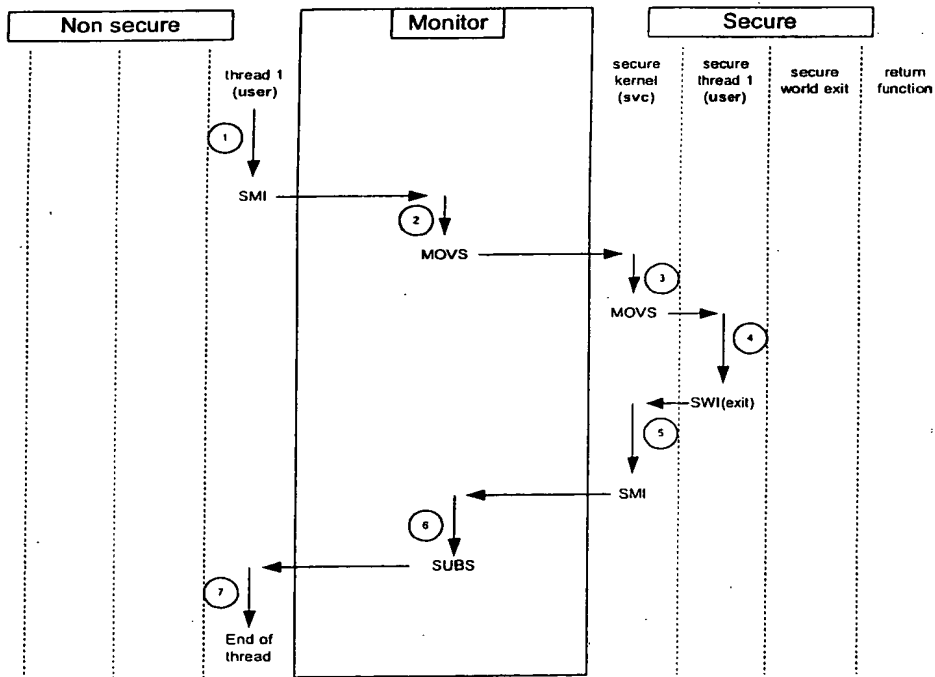 Non secure
Monitor
Secure
thread 1
(user)
secure
kernel
(svc)
secure
thread 1
(user)
secure
world exit
return
function
1
SMI
2
MOVS
3
MOVS
4
SWI(exit)
5
SMI
6
SUBS
7
End of
thread